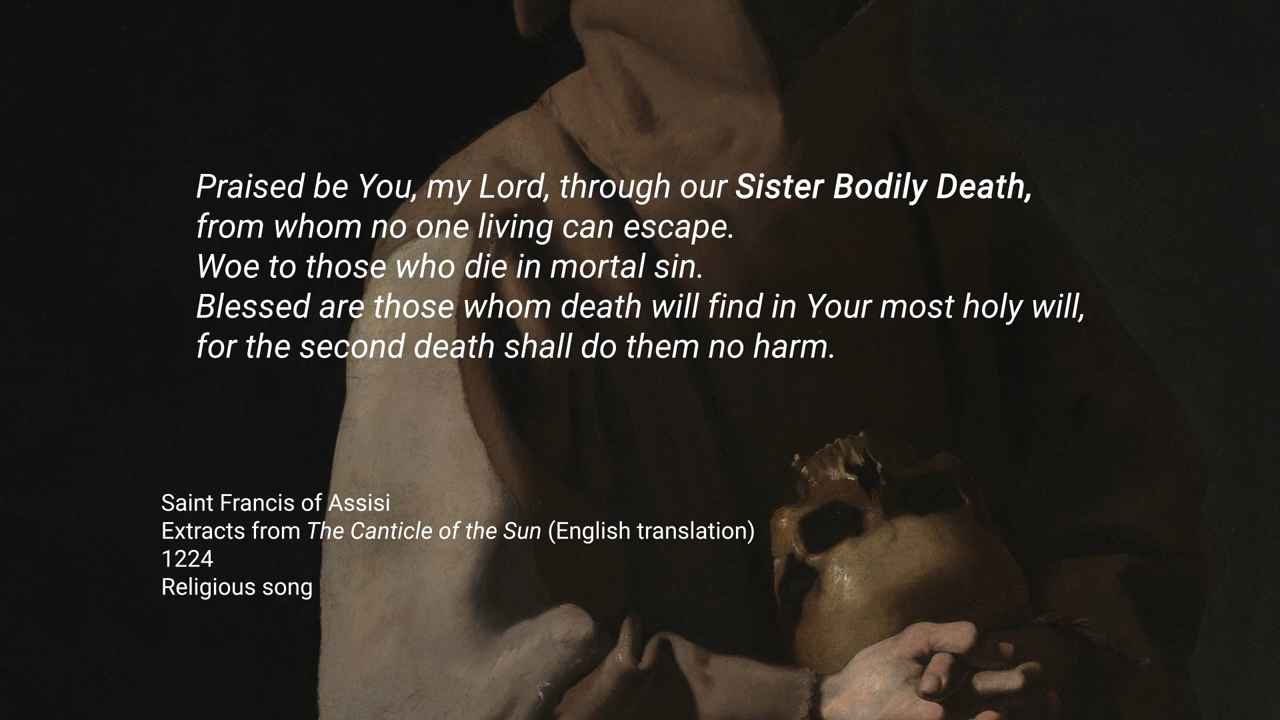 Praised be You, my Lord, through our Sister Bodily Death,
from whom no one living can escape.
Woe to those who die in mortal sin.
Blessed are those whom death will find in Your most holy will,
for the second death shall do them no harm.
Saint Francis of Assisi
Extracts from The Canticle of the Sun (English translation)
1224
Religious song